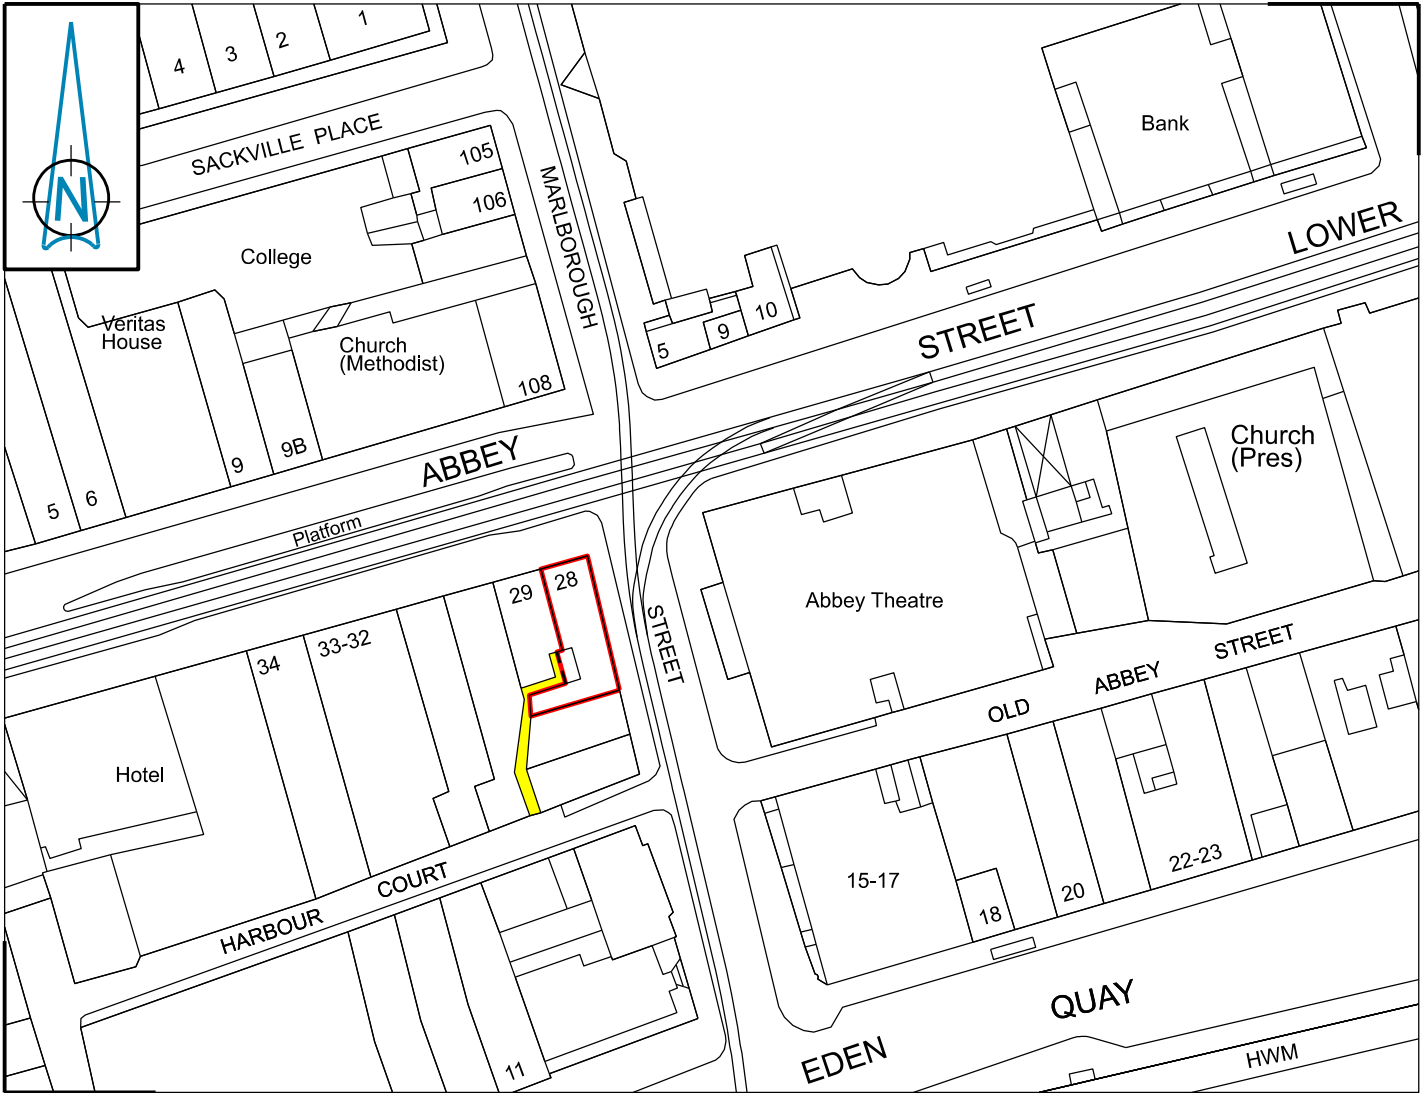 1
2
3
4
SACKVILLE PLACE
105
106
MARLBOROUGH
Bank
LOWER
N
College
Veritas
House
Church
(Methodist)
108
5
9
10
STREET
9
9B
ABBEY
5
6
Platform
Church
(Pres)
28
29
33-32
34
STREET
Abbey Theatre
OLD ABBEY STREET
Hotel
HARBOUR COURT
15-17
18
20
22-23
11
EDEN QUAY
HWM